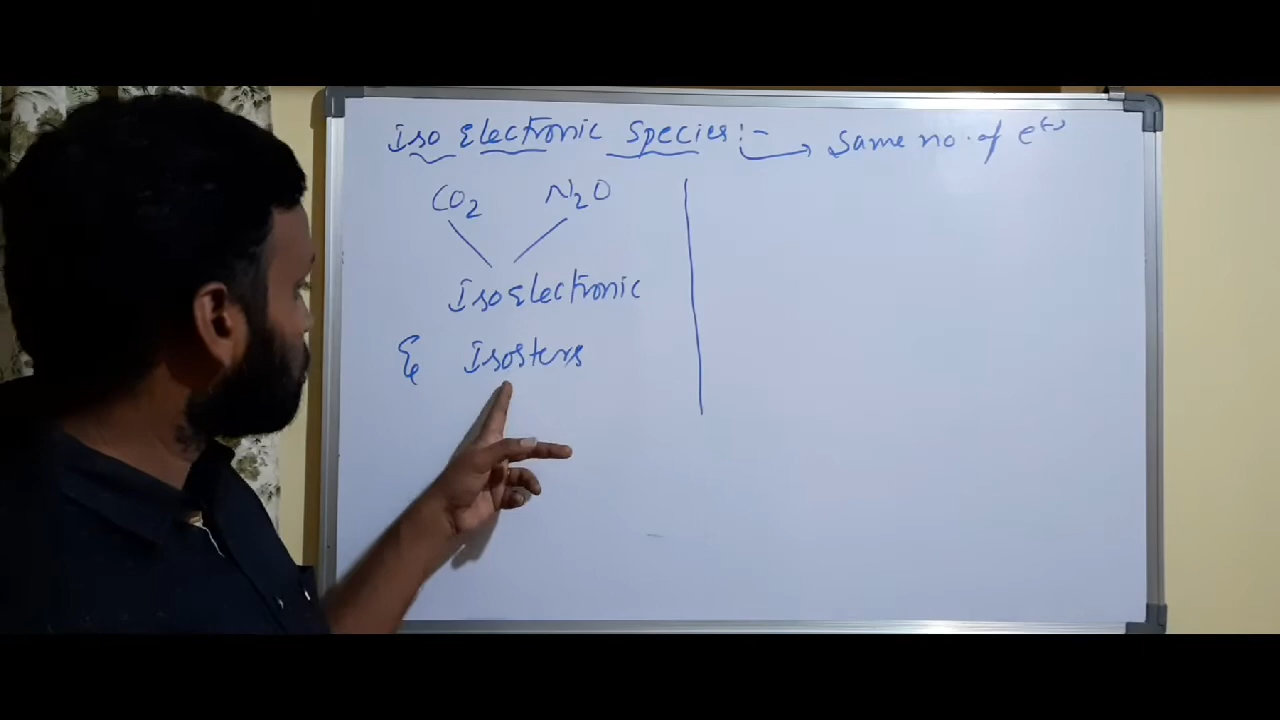 Iso Electronic Species :- → Same no. of e(-)
CO2 N2O
IsoElectronic
& Isosters